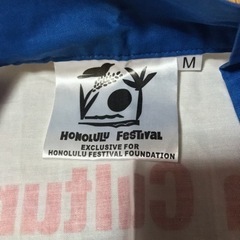 M
HONOLULU FESTIVAL
EXCLUSIVE FOR
HONOLULU FESTIVAL FOUNDATION